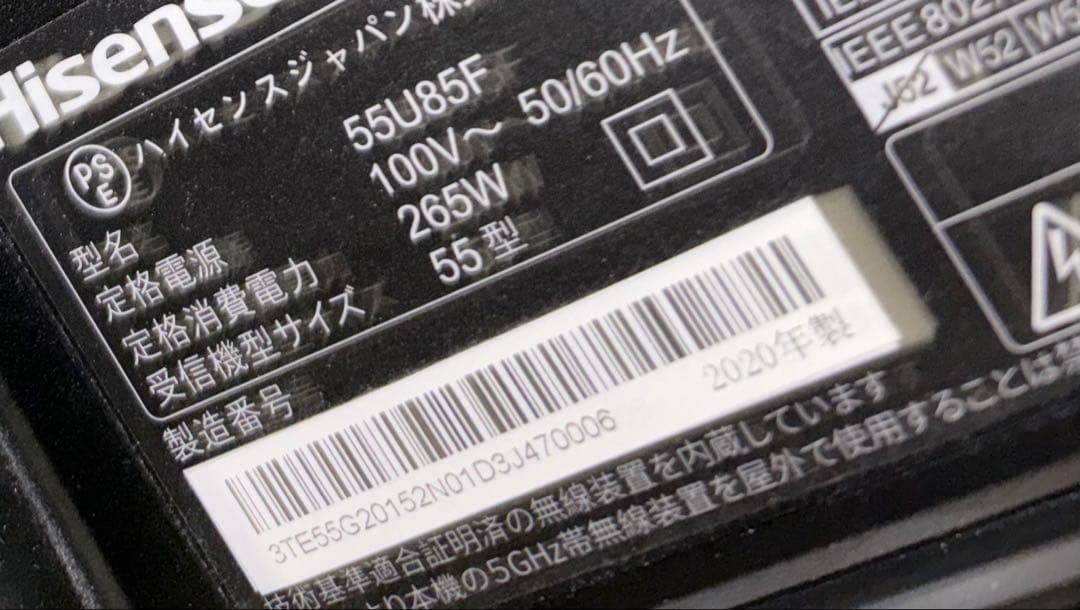 Hisense
PSE ハイセンスジャパン株
型名 55U85F
定格電源 100V～ 50/60Hz
定格消費電力 265W
受信機型サイズ 55型
製造番号
3TE55G20152N01D3J470006
2020年製
技術基準適合証明済の無線装置を内蔵しています
本機の5GHz帯無線装置を屋外で使用することは禁
IEEE802
J52 W52 W5